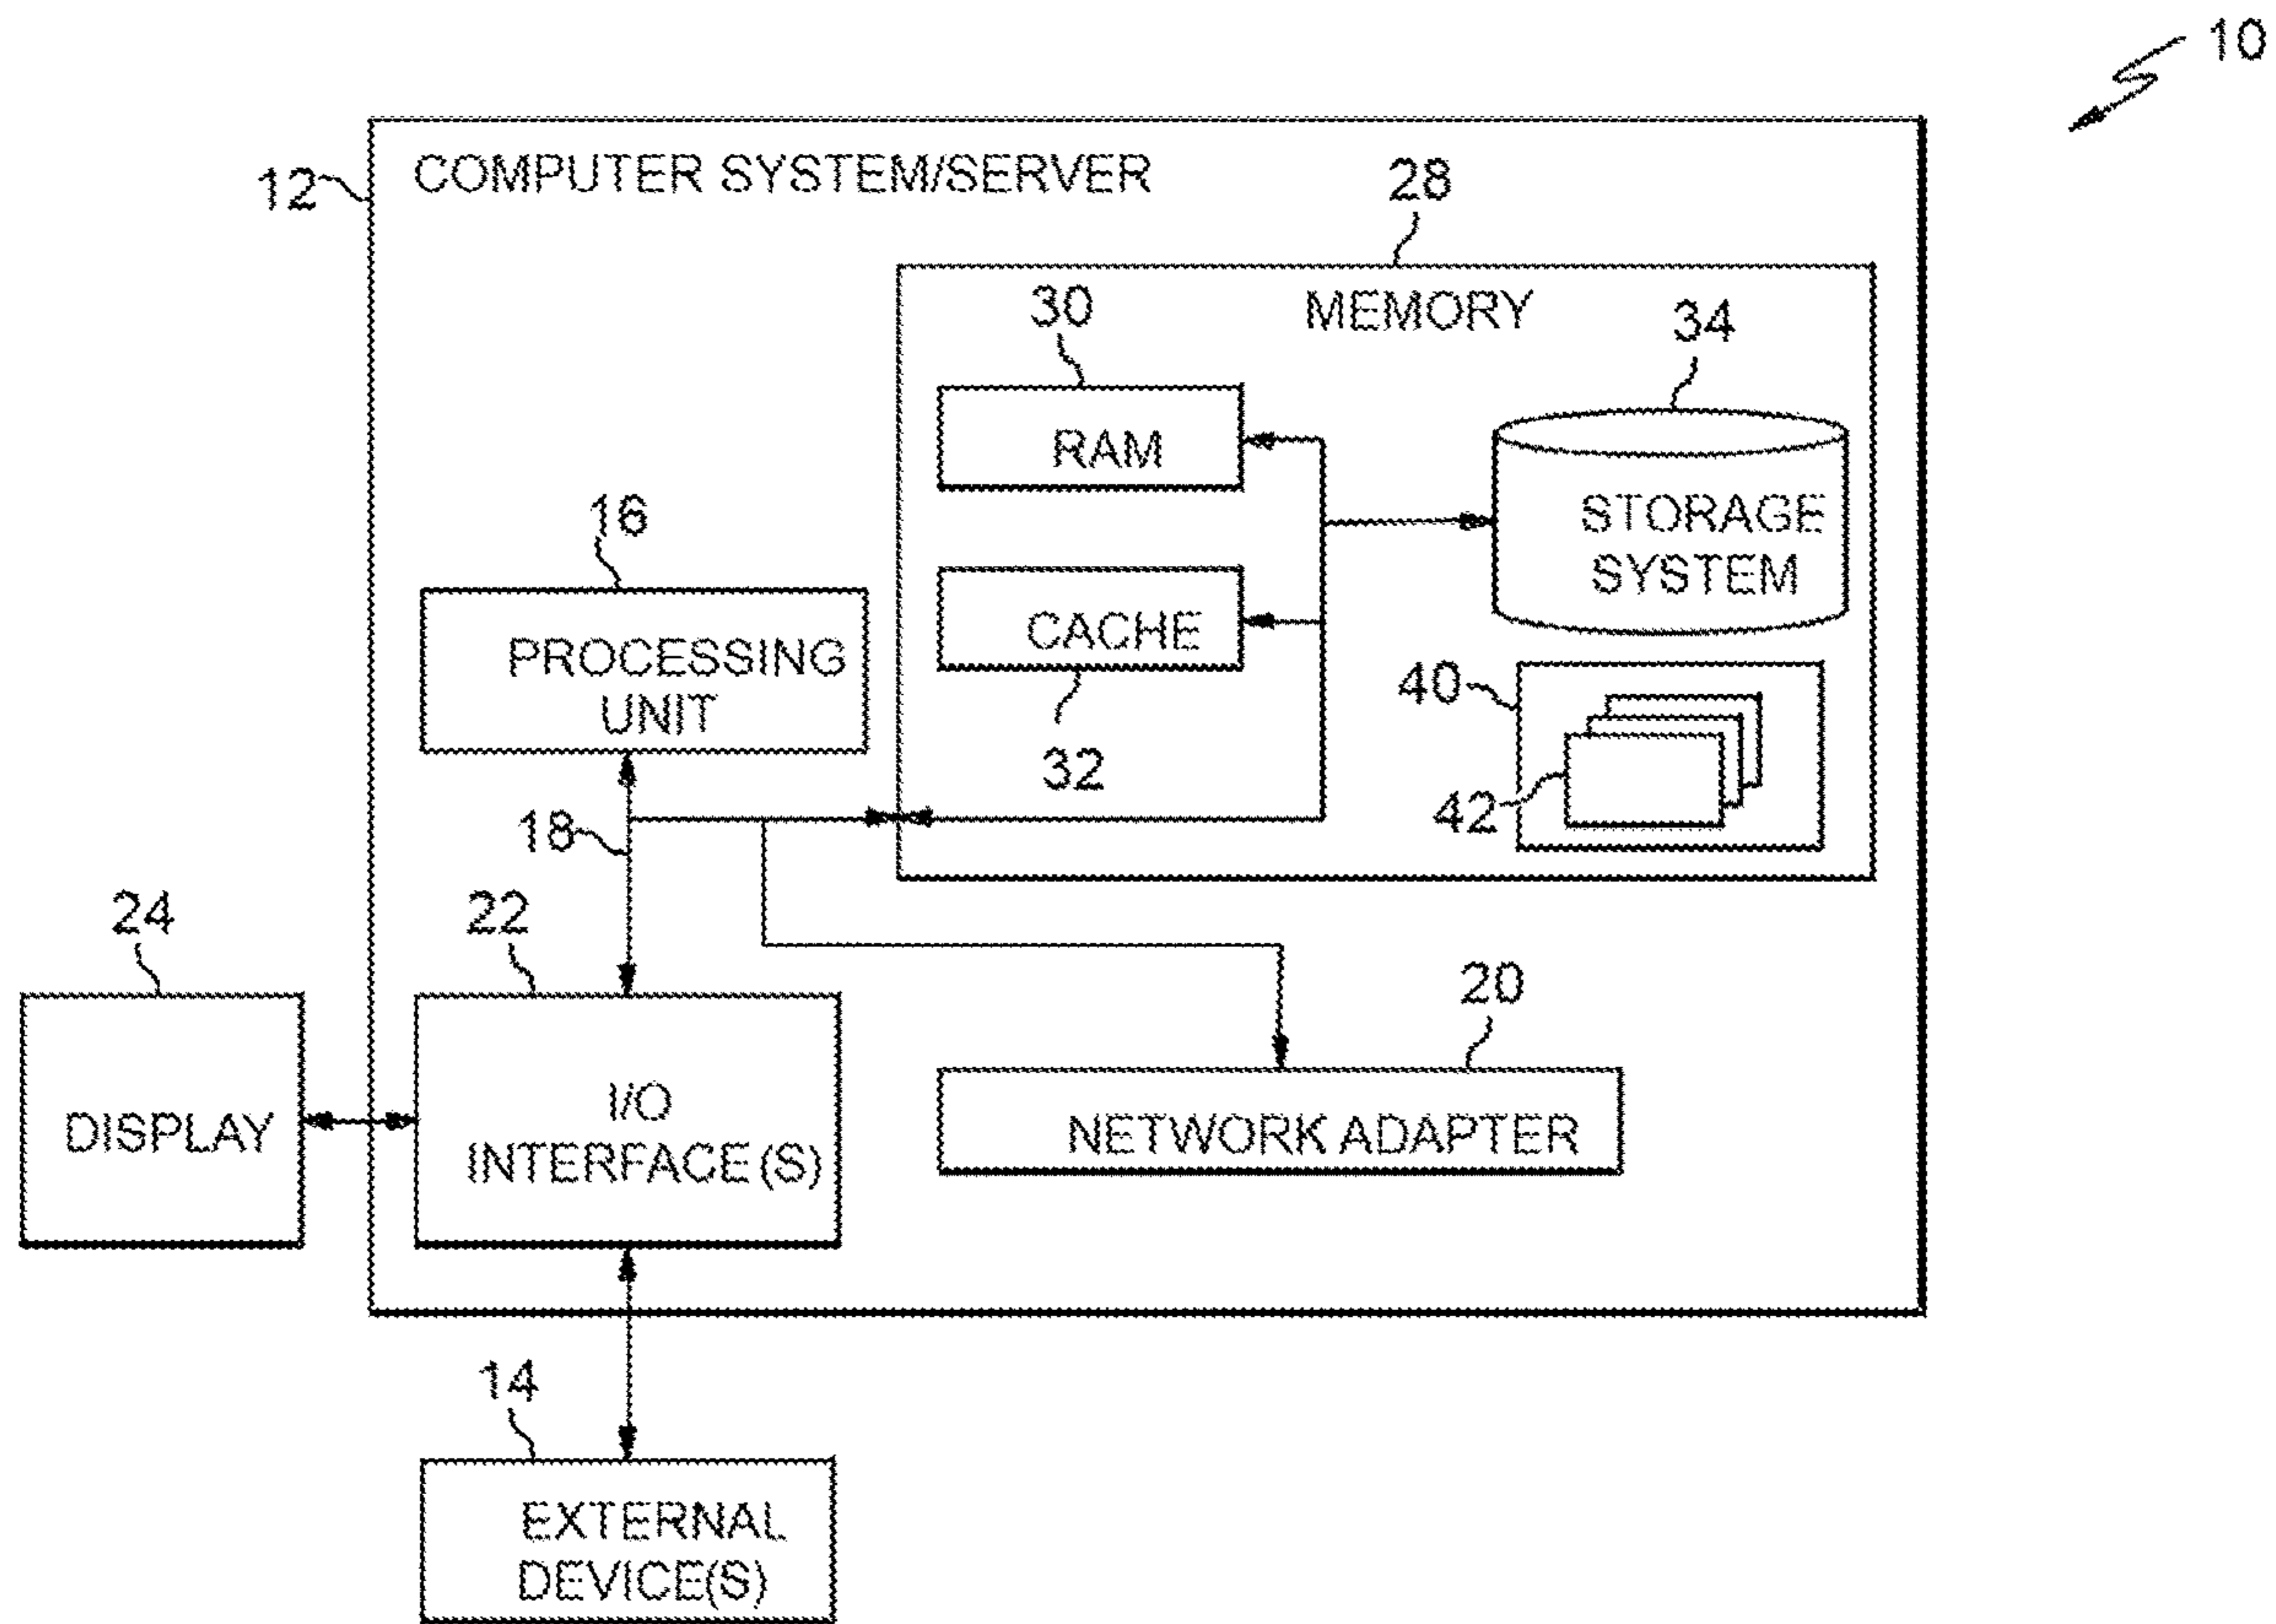 10
12
COMPUTER SYSTEM/SERVER
28
MEMORY
30
34
RAM
STORAGE
SYSTEM
16
CACHE
PROCESSING
UNIT
32
40
42
18
24
22
20
DISPLAY
I/O
INTERFACE(S)
NETWORK ADAPTER
14
EXTERNAL
DEVICE(S)